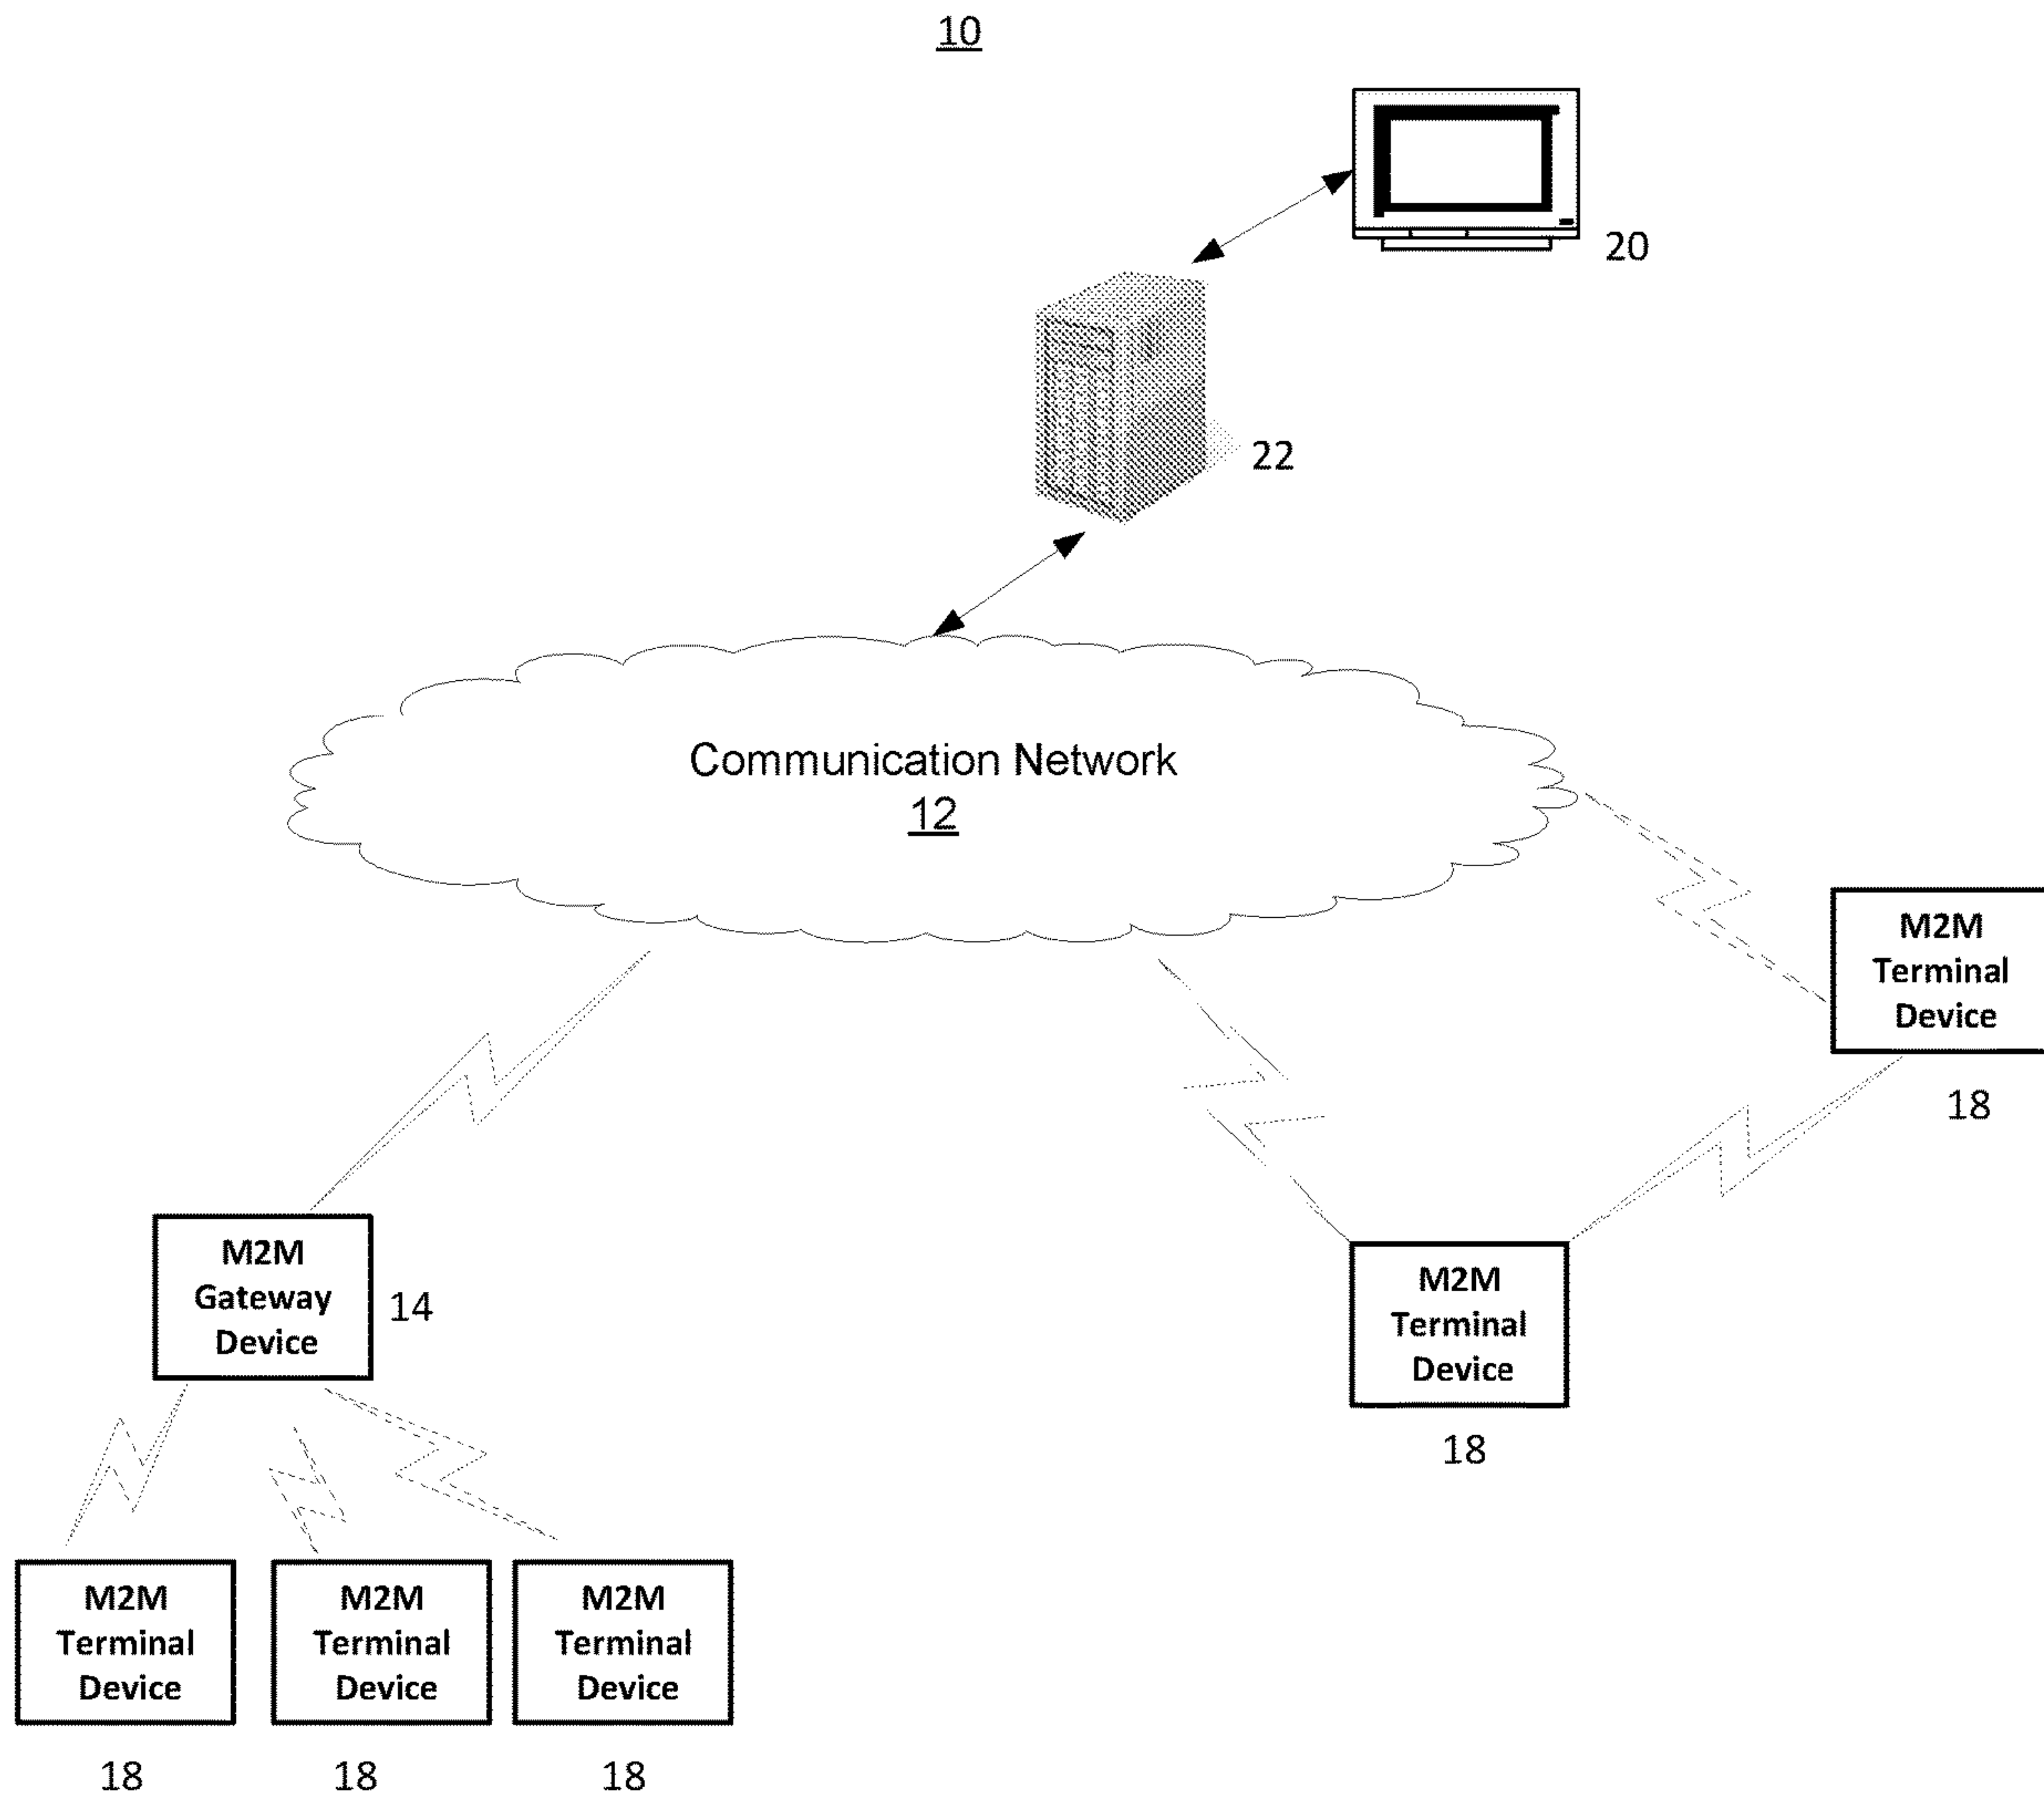 10
20
22
Communication Network
12
M2M
Terminal
Device
18
M2M
Gateway
Device
14
M2M
Terminal
Device
18
M2M
Terminal
Device
18
M2M
Terminal
Device
18
M2M
Terminal
Device
18